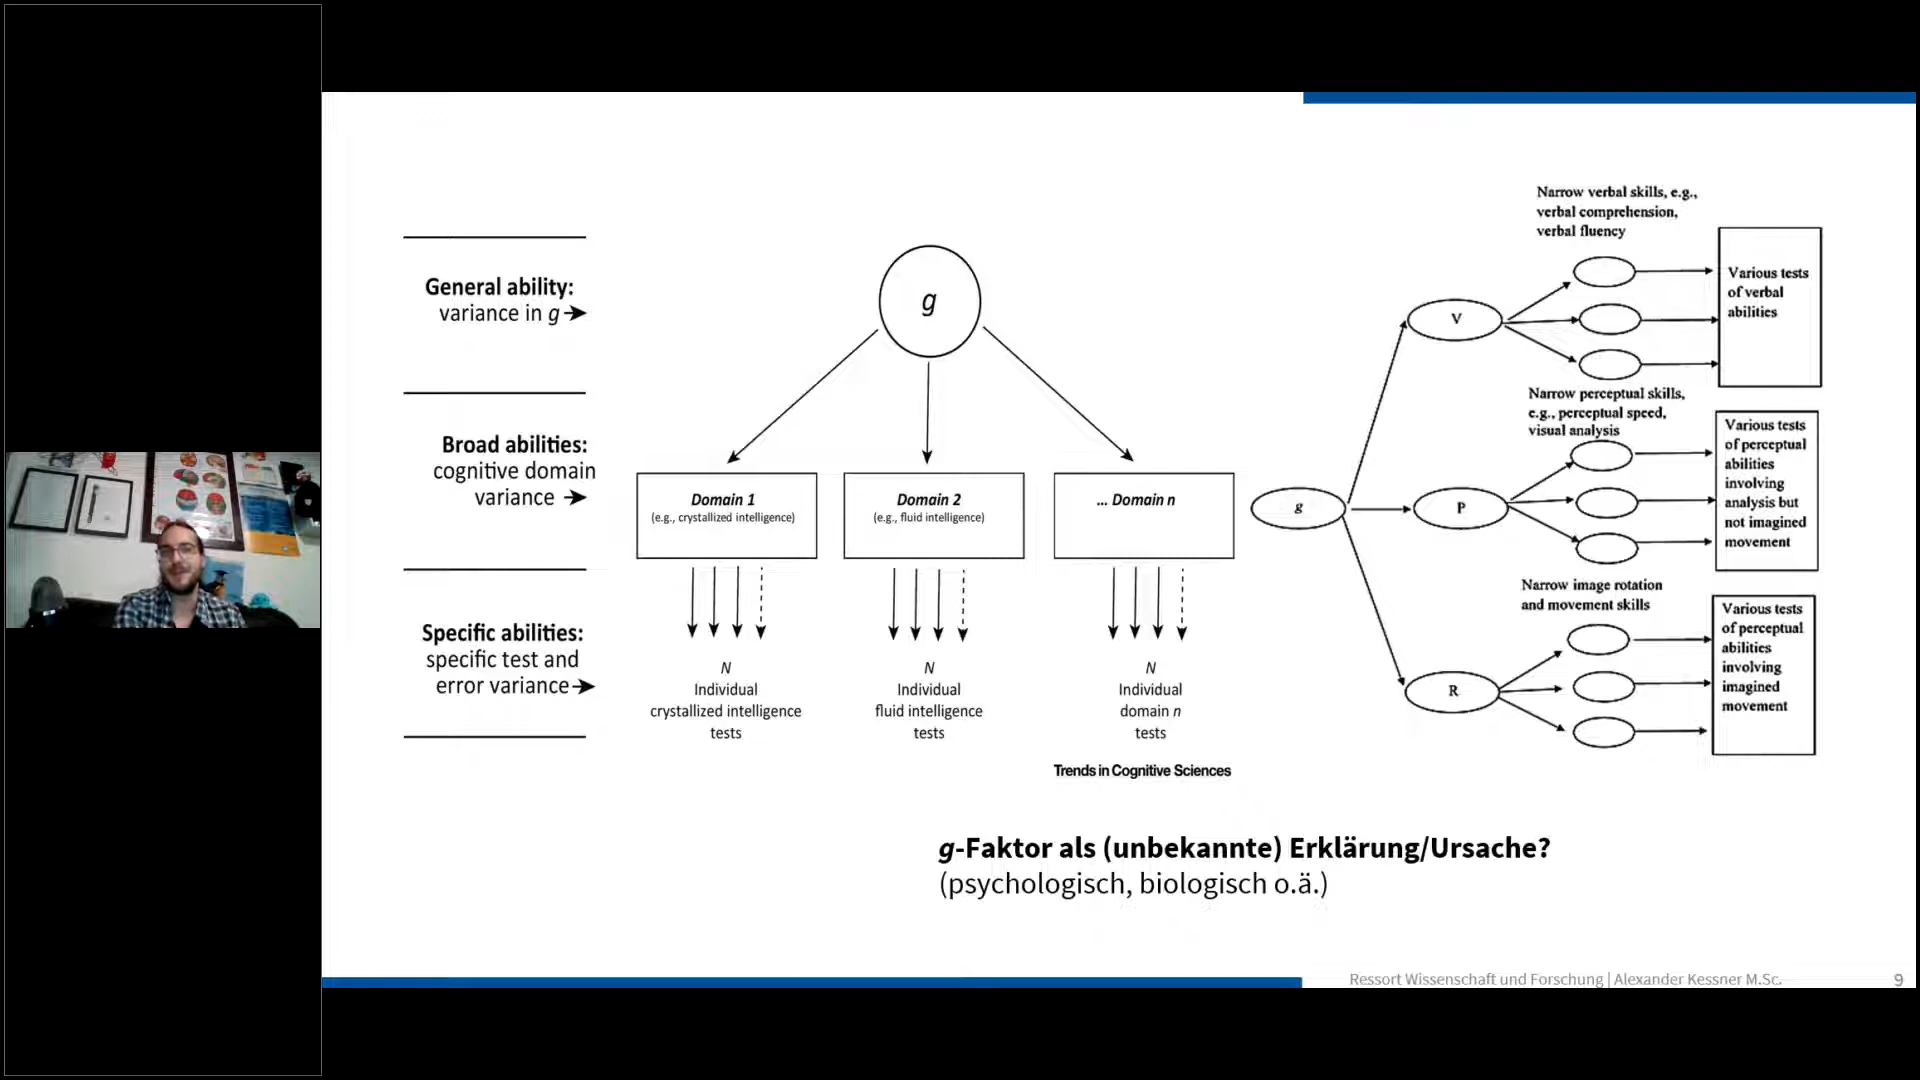 General ability:
variance in g
Broad abilities:
cognitive domain
variance
Specific abilities:
specific test and
error variance
g
Domain 1
(e.g., crystallized intelligence)
Domain 2
(e.g., fluid intelligence)
... Domain n
N
Individual
crystallized intelligence
tests
N
Individual
fluid intelligence
tests
N
Individual
domain n
tests
Trends in Cognitive Sciences
g
V
P
R
Narrow verbal skills, e.g.,
verbal comprehension,
verbal fluency
Various tests
of verbal
abilities
Narrow perceptual skills,
e.g., perceptual speed,
visual analysis
Various tests
of perceptual
abilities
involving
analysis but
not imagined
movement
Narrow image rotation
and movement skills
Various tests
of perceptual
abilities
involving
imagined
movement
g-Faktor als (unbekannte) Erklärung/Ursache?
(psychologisch, biologisch o.ä.)
Ressort Wissenschaft und Forschung | Alexander Kessner M.Sc.
9